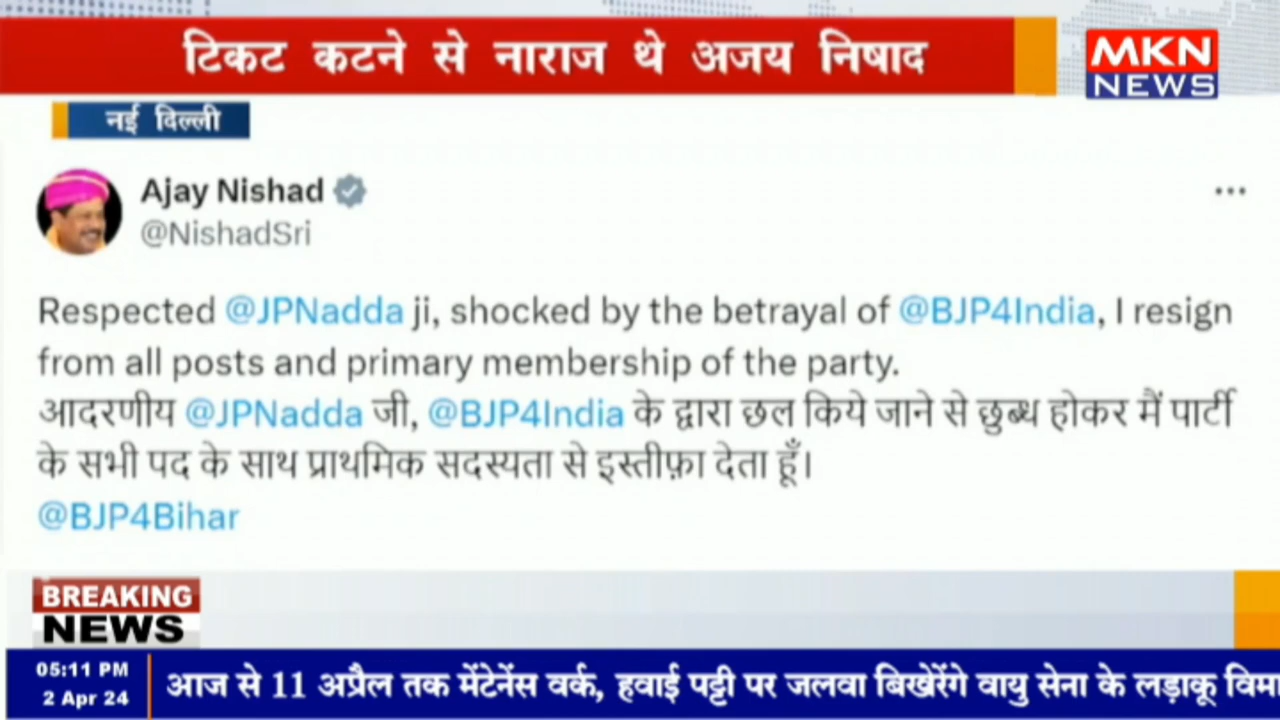 टिकट कटने से नाराज थे अजय निषाद
MKN
NEWS
नई दिल्ली
Ajay Nishad
@NishadSri
Respected @JPNadda ji, shocked by the betrayal of @BJP4India, I resign
from all posts and primary membership of the party.
आदरणीय @JPNadda जी, @BJP4India के द्वारा छल किये जाने से छुब्ध होकर मैं पार्टी
के सभी पद के साथ प्राथमिक सदस्यता से इस्तीफ़ा देता हूँ।
@BJP4Bihar
BREAKING
NEWS
05:11 PM
2 Apr 24
आज से 11 अप्रैल तक मेंटेनेंस वर्क, हवाई पट्टी पर जलवा बिखेरेंगे वायु सेना के लड़ाकू